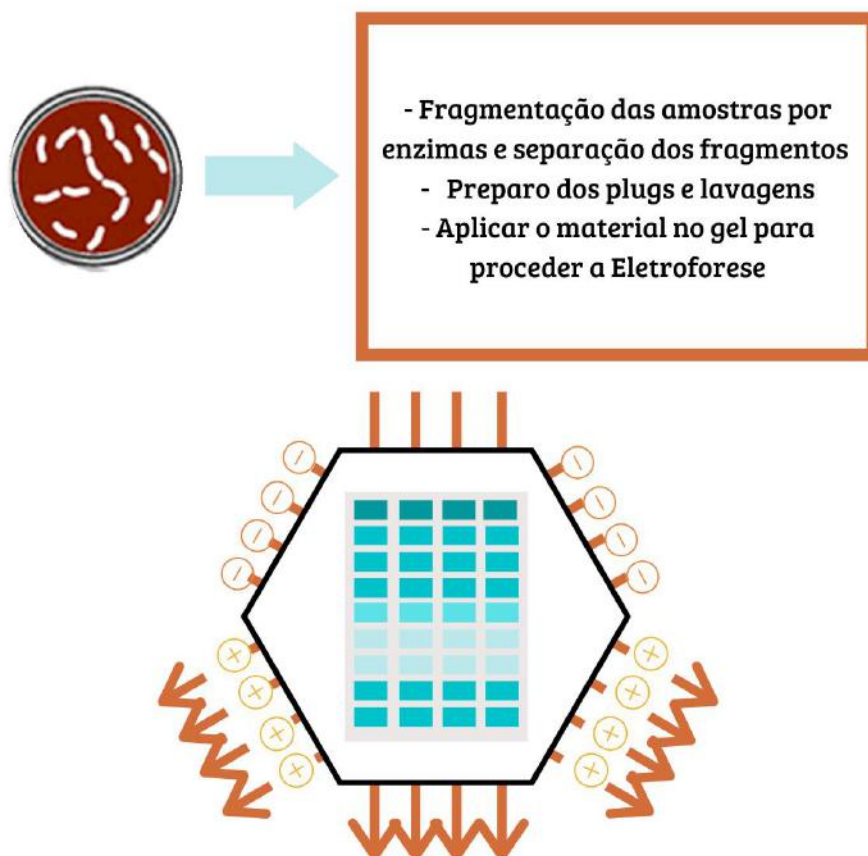 - Fragmentação das amostras por
enzimas e separação dos fragmentos
- Preparo dos plugs e lavagens
- Aplicar o material no gel para
proceder a Eletroforese